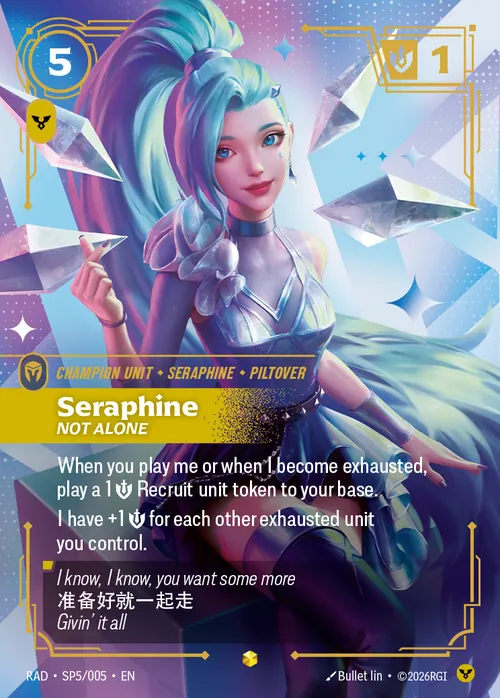 5
1
CHAMPION UNIT • SERAPHINE • PILTOVER
Seraphine
NOT ALONE
When you play me or when I become exhausted,
play a 1 Recruit unit token to your base.
I have +1 for each other exhausted unit
you control.
I know, I know, you want some more
准备好就一起走
Givin' it all
RAD • SP5/005 • EN
Bullet lin • ©2026RGI